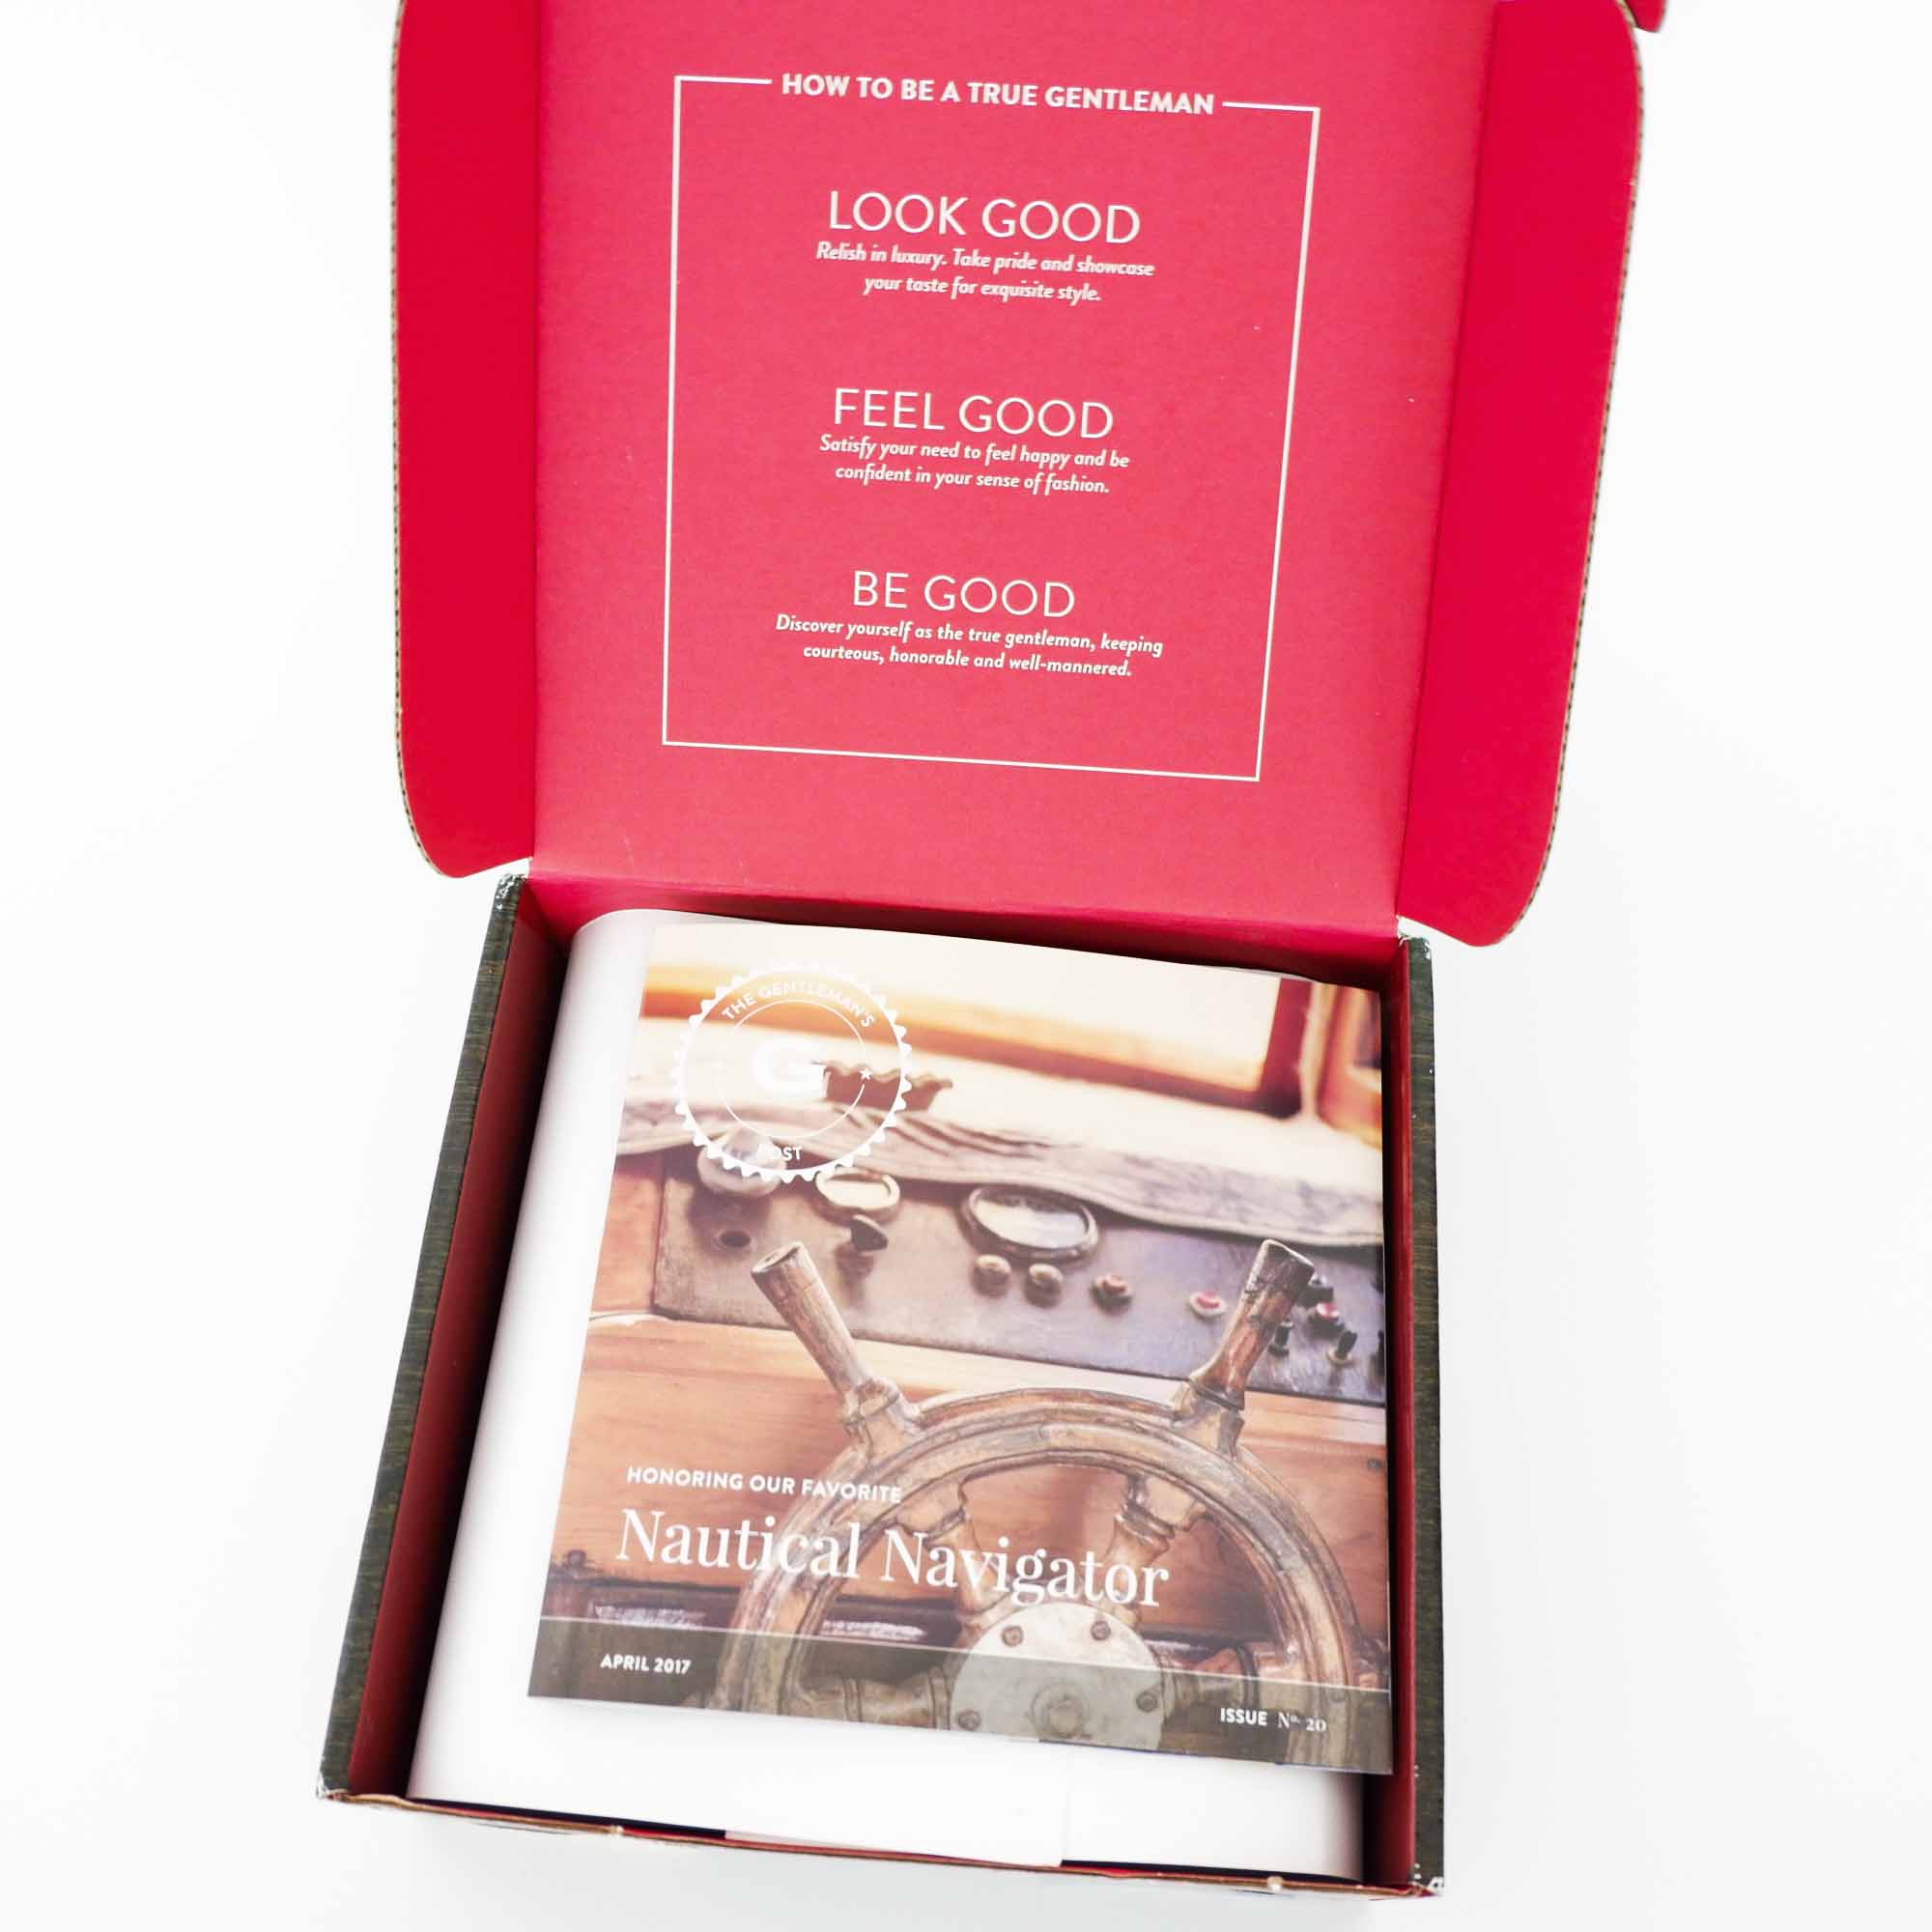 HOW TO BE A TRUE GENTLEMAN
LOOK GOOD
Relish in luxury. Take pride and showcase
your taste for exquisite style.
FEEL GOOD
Satisfy your need to feel happy and be
confident in your sense of fashion.
BE GOOD
Discover yourself as the true gentleman, keeping
courteous, honorable and well-mannered.
THE GENTLEMAN'S
G
POST
HONORING OUR FAVORITE
Nautical Navigator
APRIL 2017
ISSUE No. 20